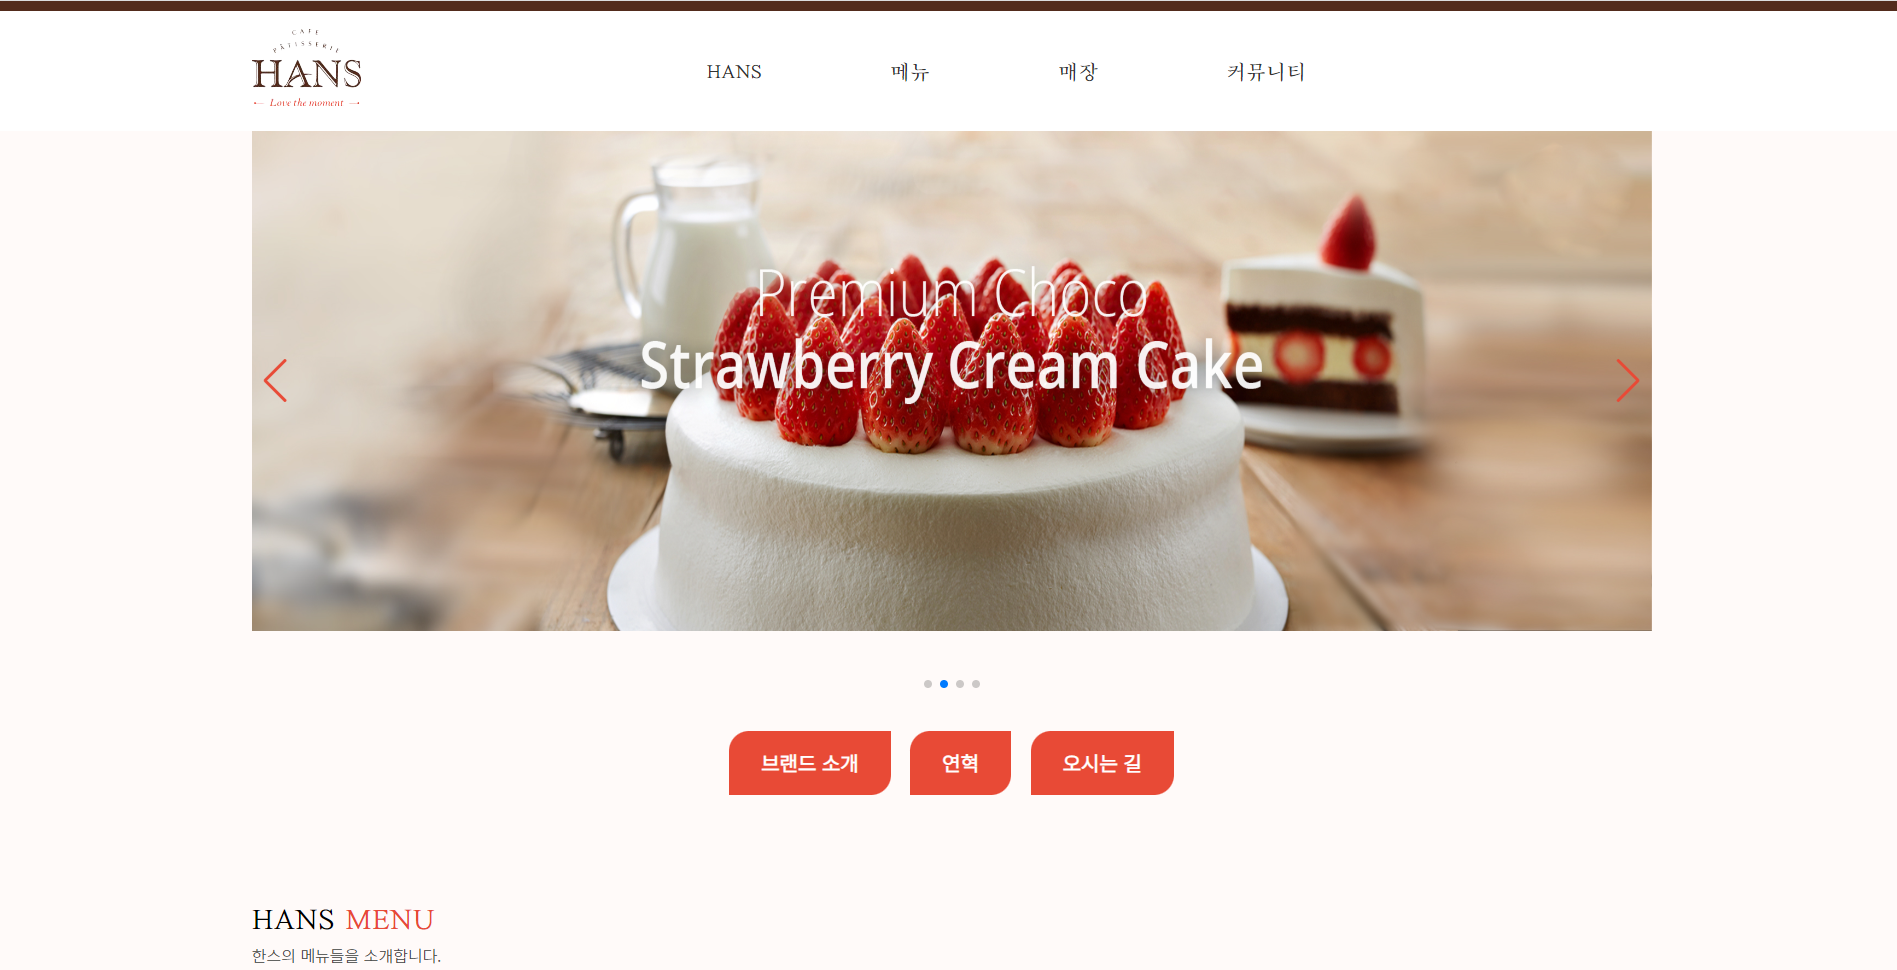 CAFE
PÂTISSERIE
HANS
Love the moment
HANS 메뉴 매장 커뮤니티
Premium Choco
Strawberry Cream Cake
브랜드 소개 연혁 오시는 길
HANS MENU
한스의 메뉴들을 소개합니다.